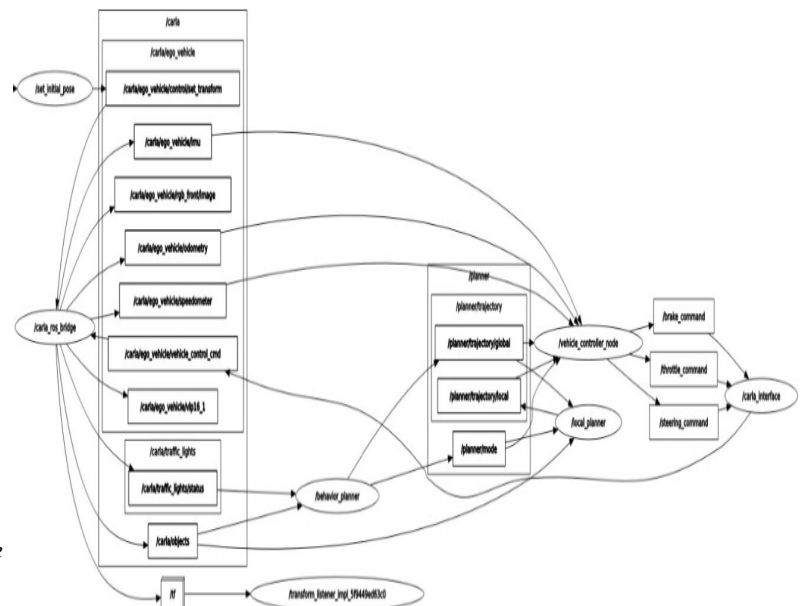 /carla
/carla/ego_vehicle
/set_initial_pose
/carla/ego_vehicle/control/set_transform
/carla/ego_vehicle/imu
/carla/ego_vehicle/rgb_front/image
/carla/ego_vehicle/odometry
/planner
/carla/ego_vehicle/speedometer
/planner/trajectory
/brake_command
/carla_ros_bridge
/planner/trajectory/global
/vehicle_controller_node
/carla/ego_vehicle/vehicle_control_cmd
/throttle_command
/planner/trajectory/local
/carla_interface
/carla/ego_vehicle/vlp16_1
/local_planner
/steering_command
/carla/traffic_lights
/planner/mode
/carla/traffic_lights/status
/behavior_planner
/carla/objects
e
/tf